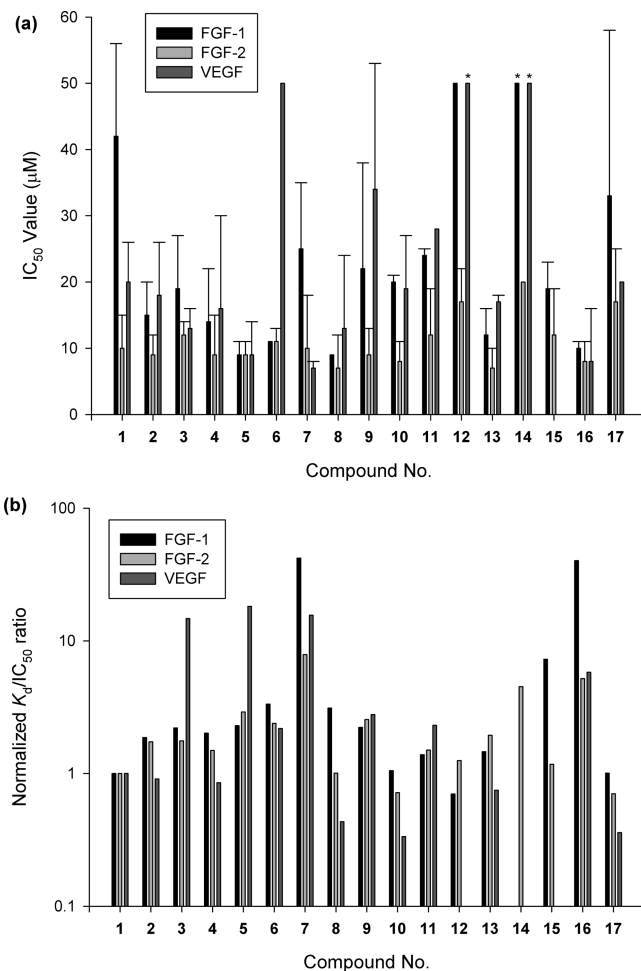 (a)
60
50
40
30
20
10
0
IC50 Value (μM)
FGF-1
FGF-2
VEGF
* * *
1 2 3 4 5 6 7 8 9 10 11 12 13 14 15 16 17
Compound No.
(b)
100
10
1
0.1
Normalized Kd/IC50 ratio
FGF-1
FGF-2
VEGF
1 2 3 4 5 6 7 8 9 10 11 12 13 14 15 16 17
Compound No.